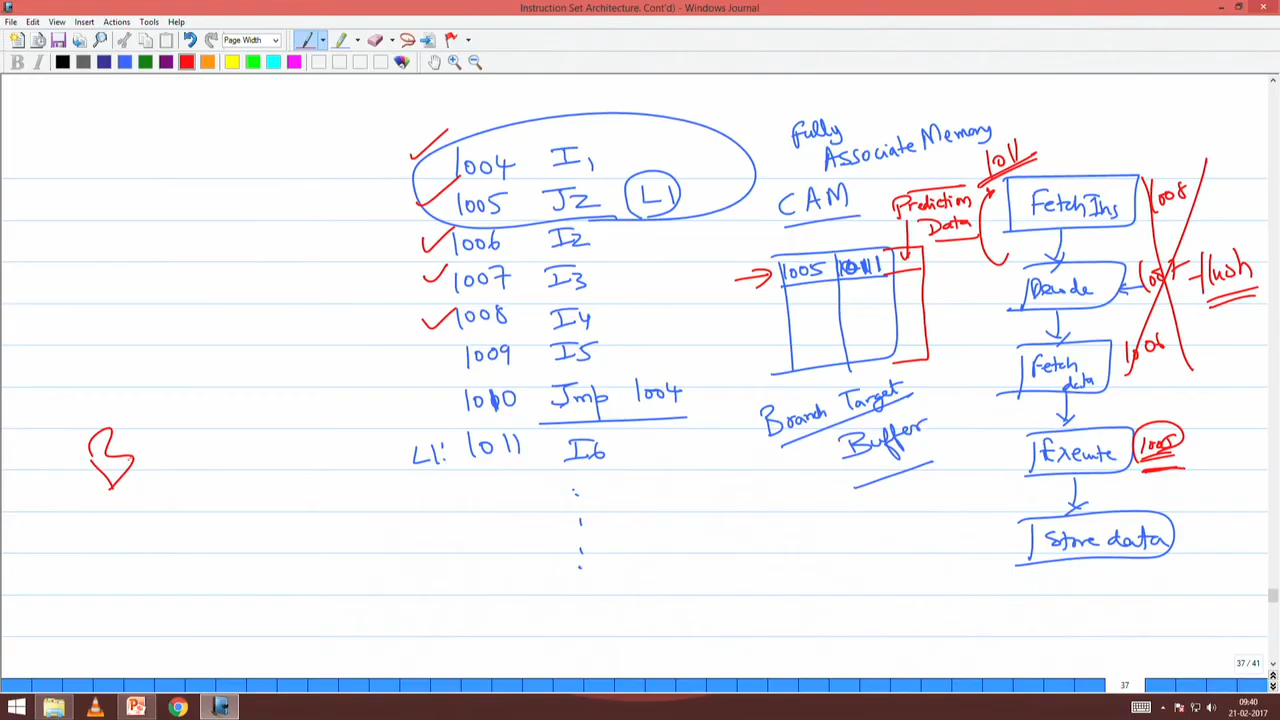 Instruction Set Architecture. Cont'd) - Windows Journal
File Edit View Insert Actions Tools Help
Page Width
B I
1004 I1
1005 JZ L1
1006 I2
1007 I3
1008 I4
1009 I5
1010 Jmp 1004
L1: 1011 I6
Fully
Associate Memory
CAM
Prediction
Data
1005 1011
Branch Target
Buffer
1011
Fetch Ins
1008
Decode
1007
flush
Fetch
data
1006
Execute
1005
Store data
37 / 41
37
09:40
21-02-2017